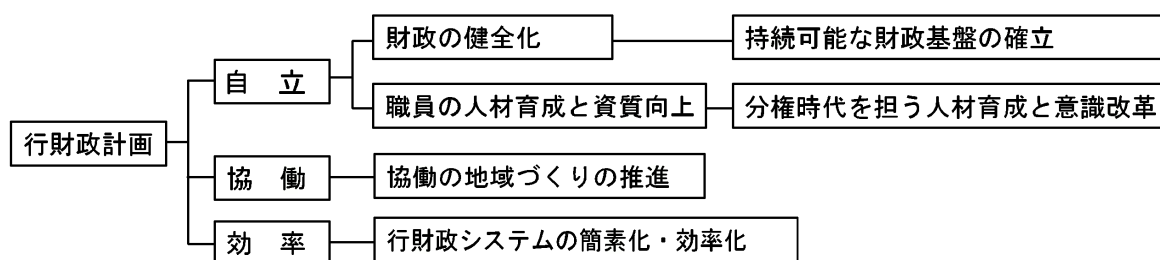 行財政計画
自　立
財政の健全化
持続可能な財政基盤の確立
職員の人材育成と資質向上
分権時代を担う人材育成と意識改革
協　働
協働の地域づくりの推進
効　率
行財政システムの簡素化・効率化